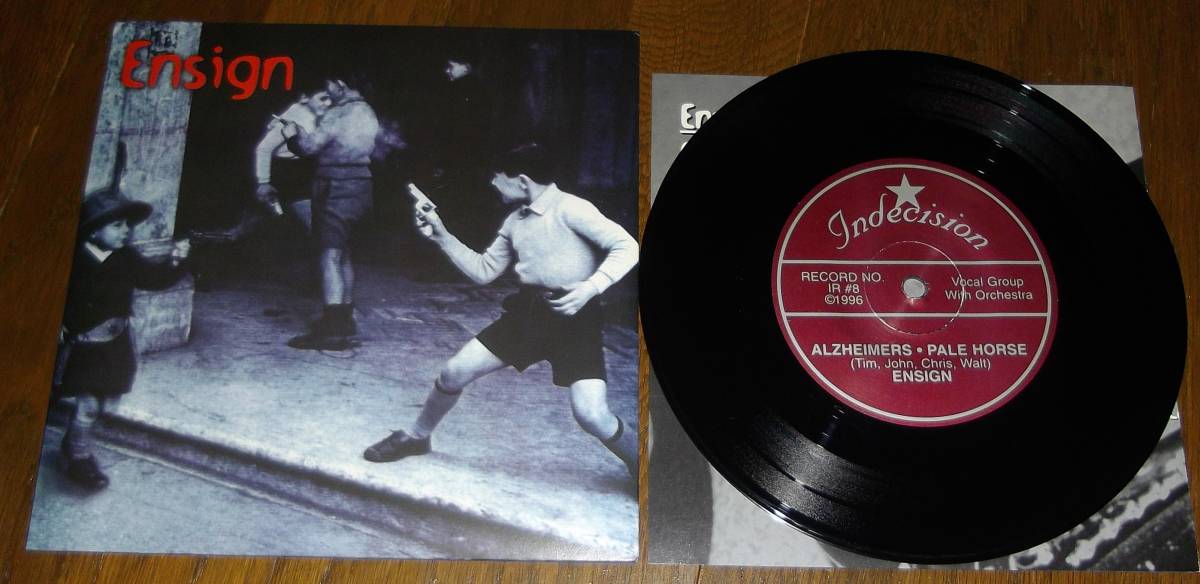 Ensign
En
Indecision
RECORD NO.
IR #8
©1996
Vocal Group
With Orchestra
ALZHEIMERS • PALE HORSE
(Tim, John, Chris, Walt)
ENSIGN